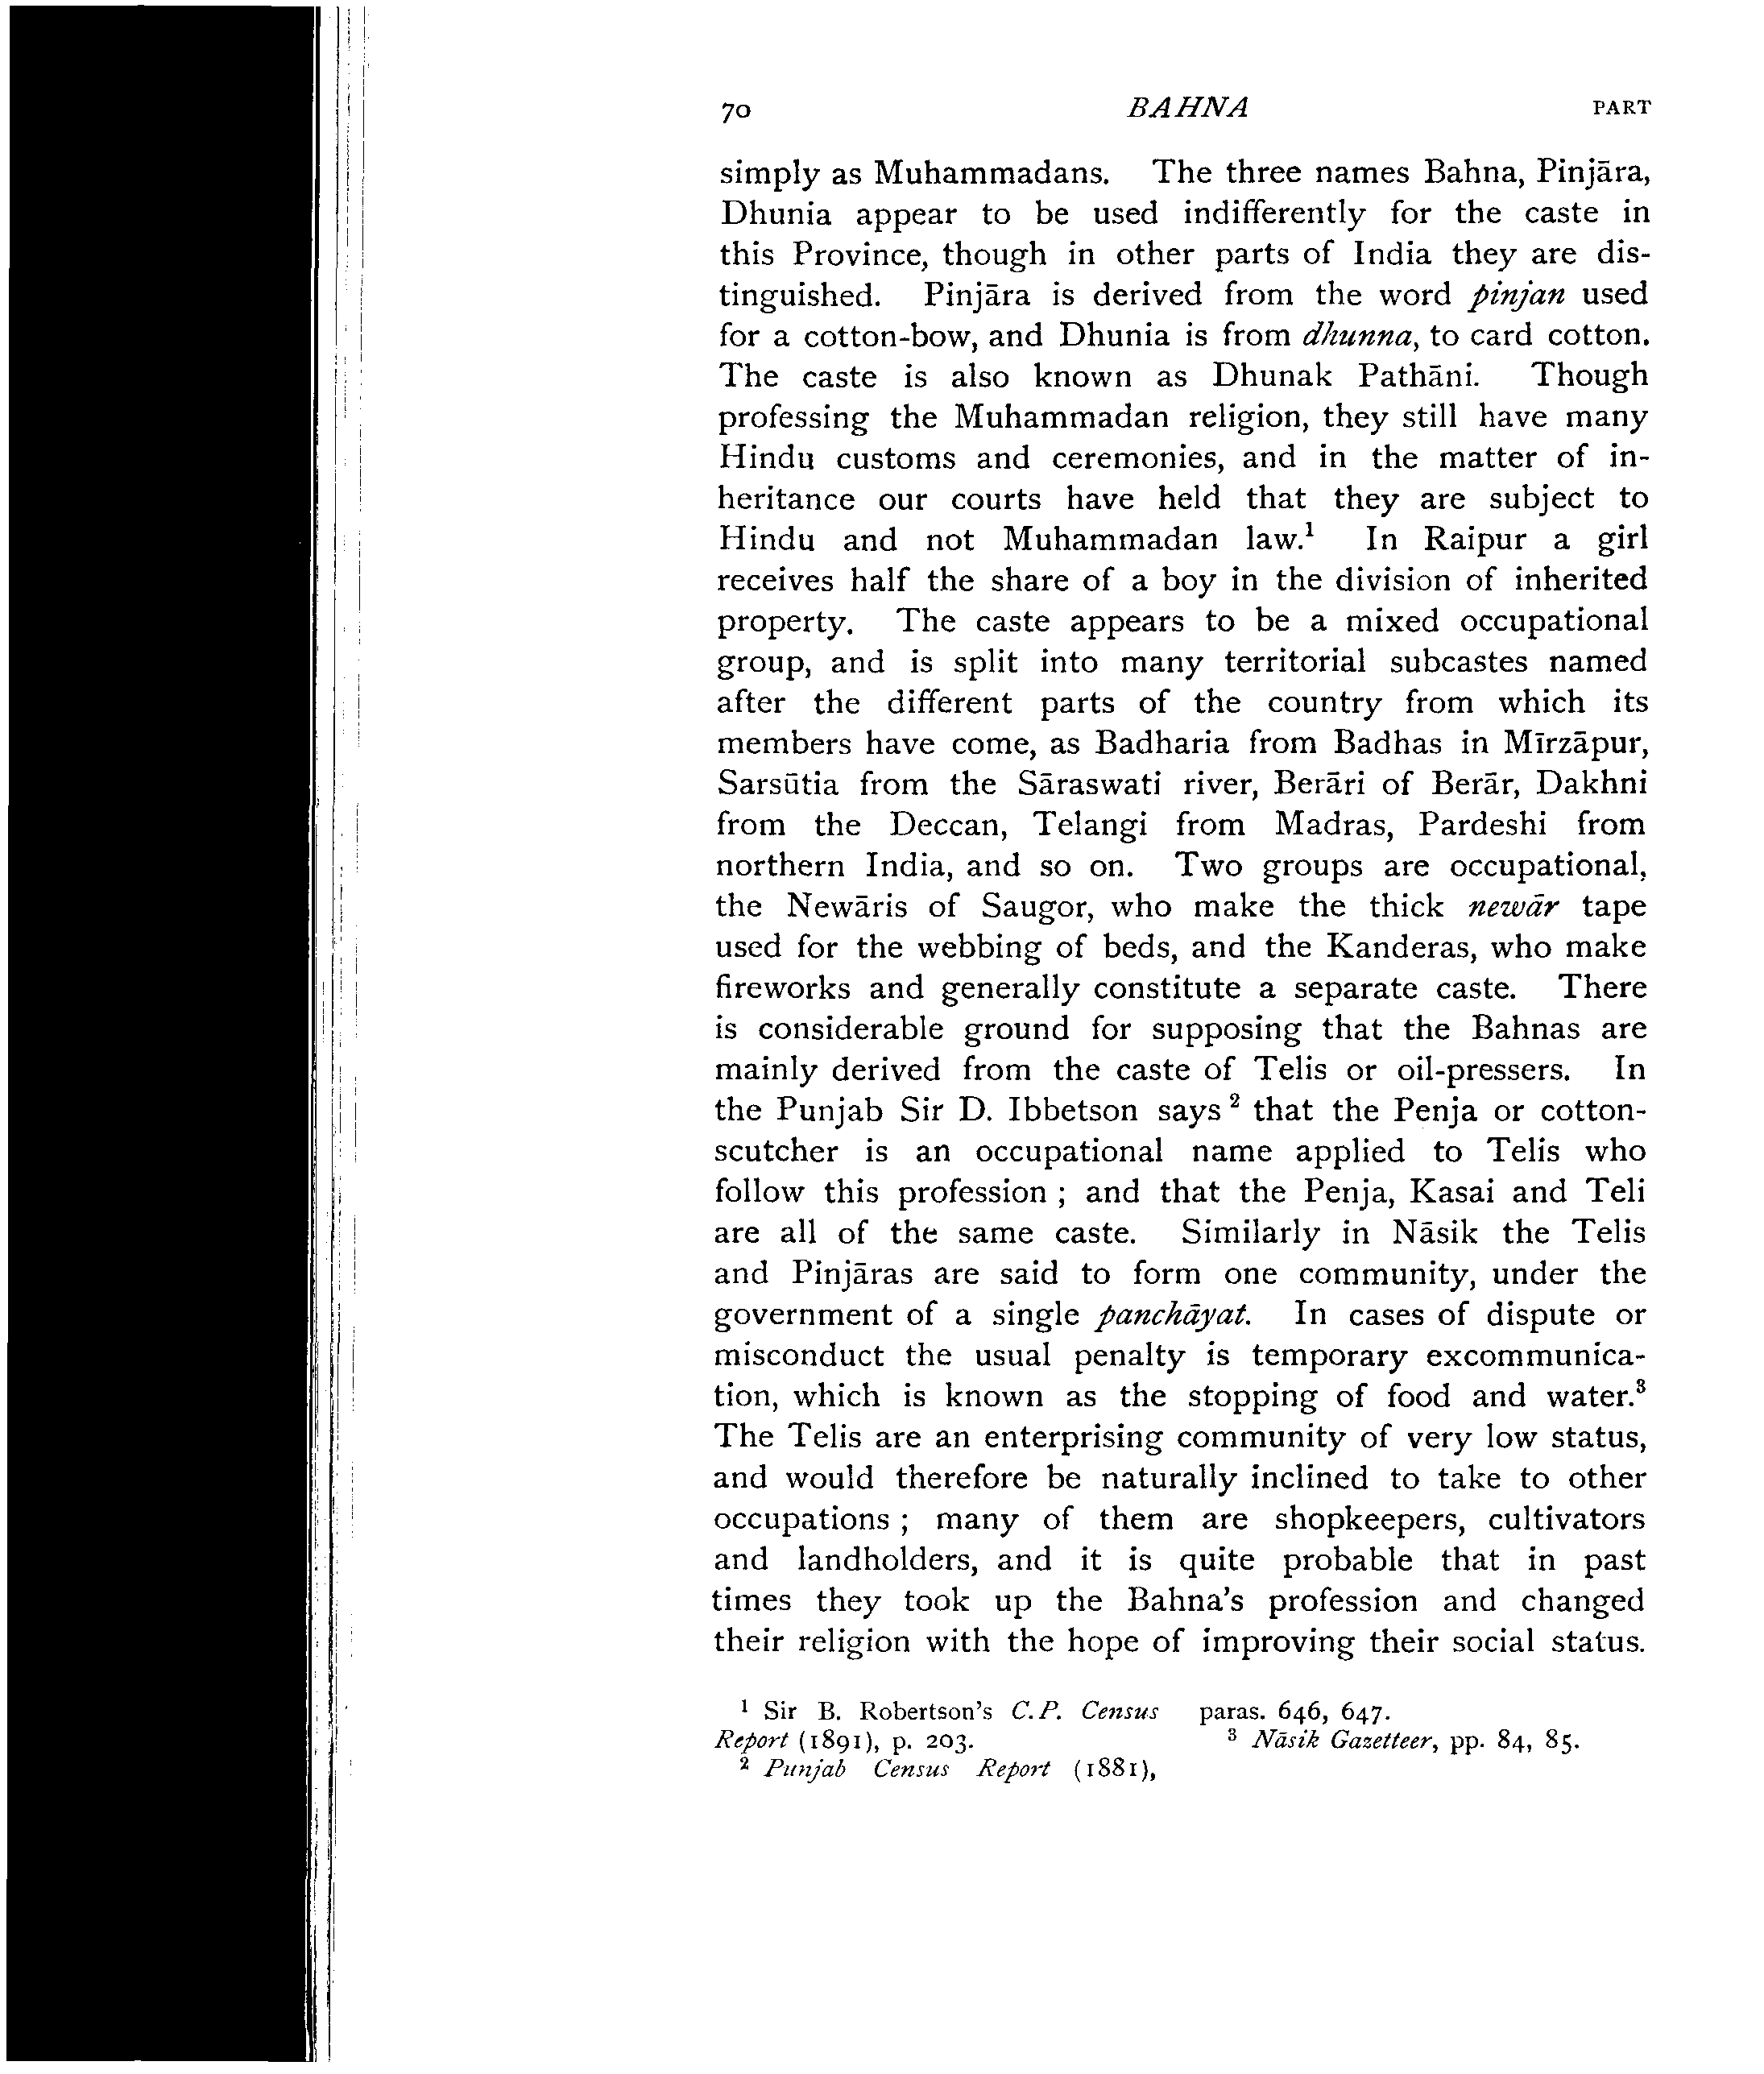 70 BAHNA PART
simply as Muhammadans. The three names Bahna, Pinjāra,
Dhunia appear to be used indifferently for the caste in
this Province, though in other parts of India they are dis-
tinguished. Pinjāra is derived from the word pinjan used
for a cotton-bow, and Dhunia is from dhunna, to card cotton.
The caste is also known as Dhunak Pathāni. Though
professing the Muhammadan religion, they still have many
Hindu customs and ceremonies, and in the matter of in-
heritance our courts have held that they are subject to
Hindu and not Muhammadan law.¹ In Raipur a girl
receives half the share of a boy in the division of inherited
property. The caste appears to be a mixed occupational
group, and is split into many territorial subcastes named
after the different parts of the country from which its
members have come, as Badharia from Badhas in Mīrzāpur,
Sarsūtia from the Sāraswati river, Berāri of Berār, Dakhni
from the Deccan, Telangi from Madras, Pardeshi from
northern India, and so on. Two groups are occupational,
the Newāris of Saugor, who make the thick newār tape
used for the webbing of beds, and the Kanderas, who make
fireworks and generally constitute a separate caste. There
is considerable ground for supposing that the Bahnas are
mainly derived from the caste of Telis or oil-pressers. In
the Punjab Sir D. Ibbetson says ² that the Penja or cotton-
scutcher is an occupational name applied to Telis who
follow this profession ; and that the Penja, Kasai and Teli
are all of the same caste. Similarly in Nāsik the Telis
and Pinjāras are said to form one community, under the
government of a single panchāyat. In cases of dispute or
misconduct the usual penalty is temporary excommunica-
tion, which is known as the stopping of food and water.³
The Telis are an enterprising community of very low status,
and would therefore be naturally inclined to take to other
occupations ; many of them are shopkeepers, cultivators
and landholders, and it is quite probable that in past
times they took up the Bahna's profession and changed
their religion with the hope of improving their social status.
¹ Sir B. Robertson's C.P. Census
Report (1891), p. 203.
² Punjab Census Report (1881),
paras. 646, 647.
³ Nāsik Gazetteer, pp. 84, 85.